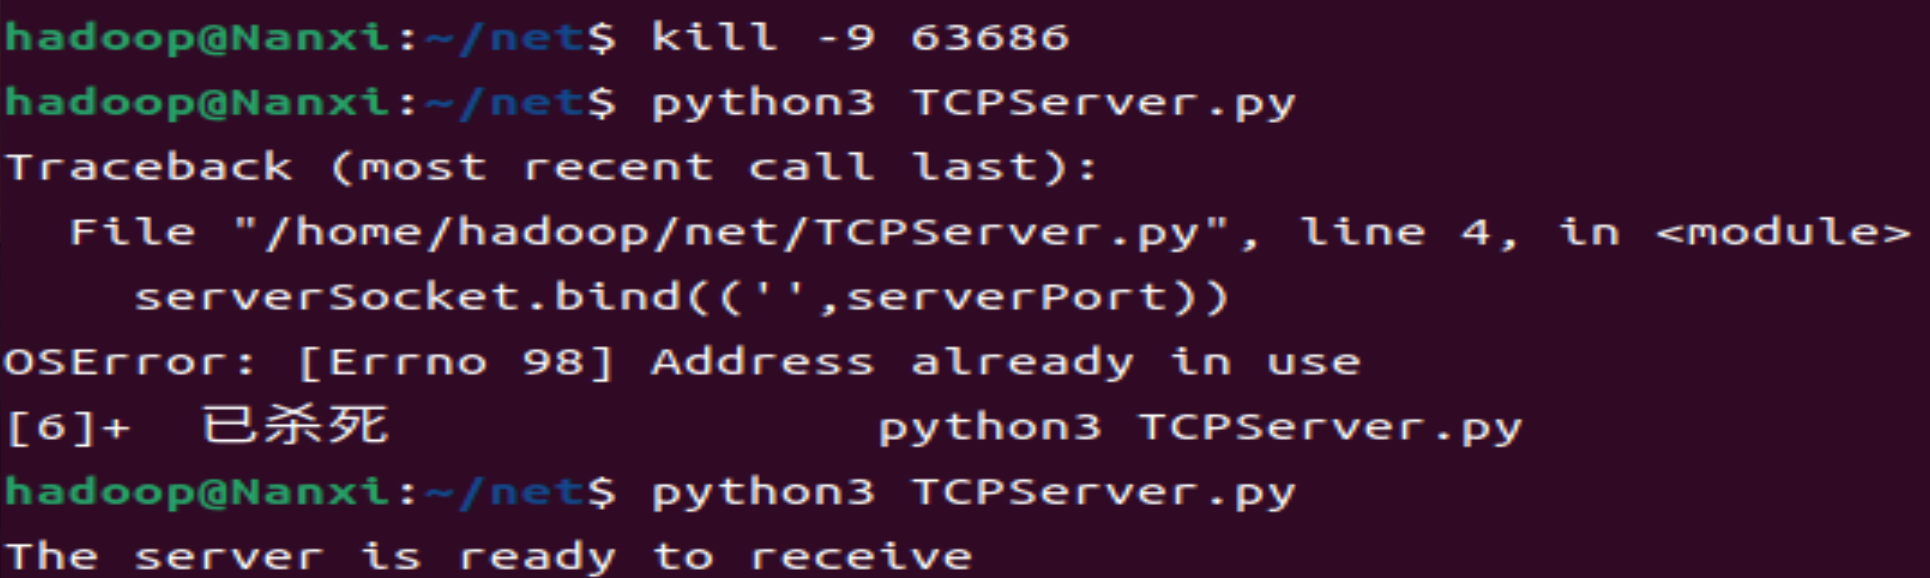 hadoop@Nanxi:~/net$ kill -9 63686
hadoop@Nanxi:~/net$ python3 TCPServer.py
Traceback (most recent call last):
  File "/home/hadoop/net/TCPServer.py", line 4, in <module>
    serverSocket.bind(('',serverPort))
OSError: [Errno 98] Address already in use
[6]+  已杀死               python3 TCPServer.py
hadoop@Nanxi:~/net$ python3 TCPServer.py
The server is ready to receive